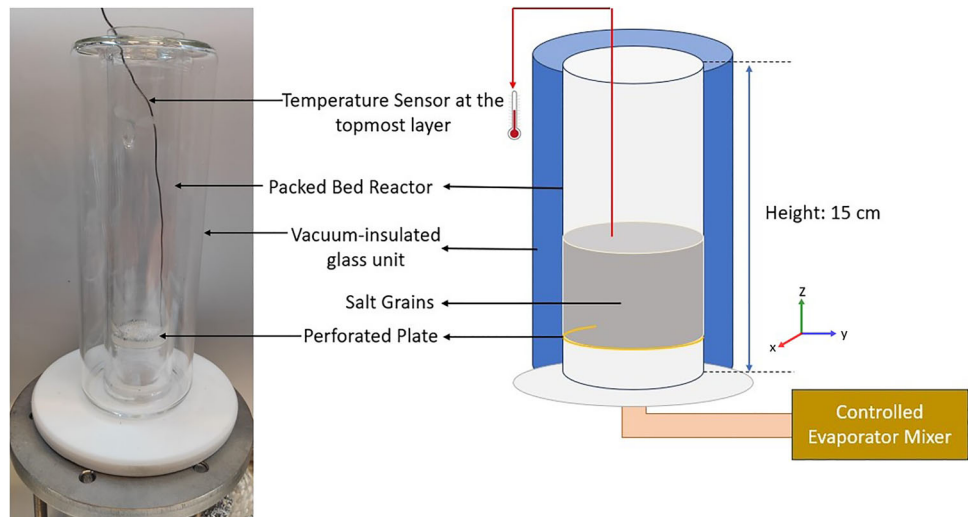 Temperature Sensor at the
topmost layer
Packed Bed Reactor
Vacuum-insulated
glass unit
Salt Grains
Perforated Plate
Height: 15 cm
z
y
x
Controlled
Evaporator Mixer